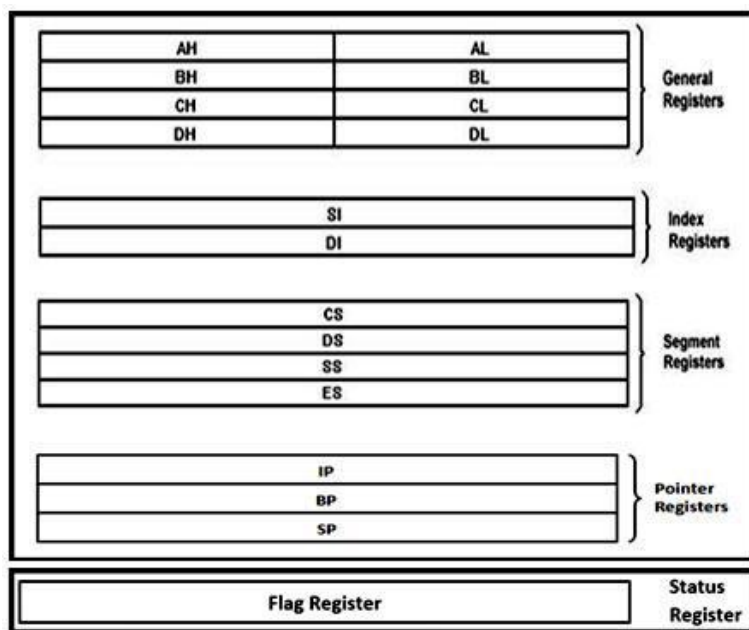 AH AL
BH BL
CH CL
DH DL
General
Registers
SI
DI
Index
Registers
CS
DS
SS
ES
Segment
Registers
IP
BP
SP
Pointer
Registers
Flag Register
Status
Register